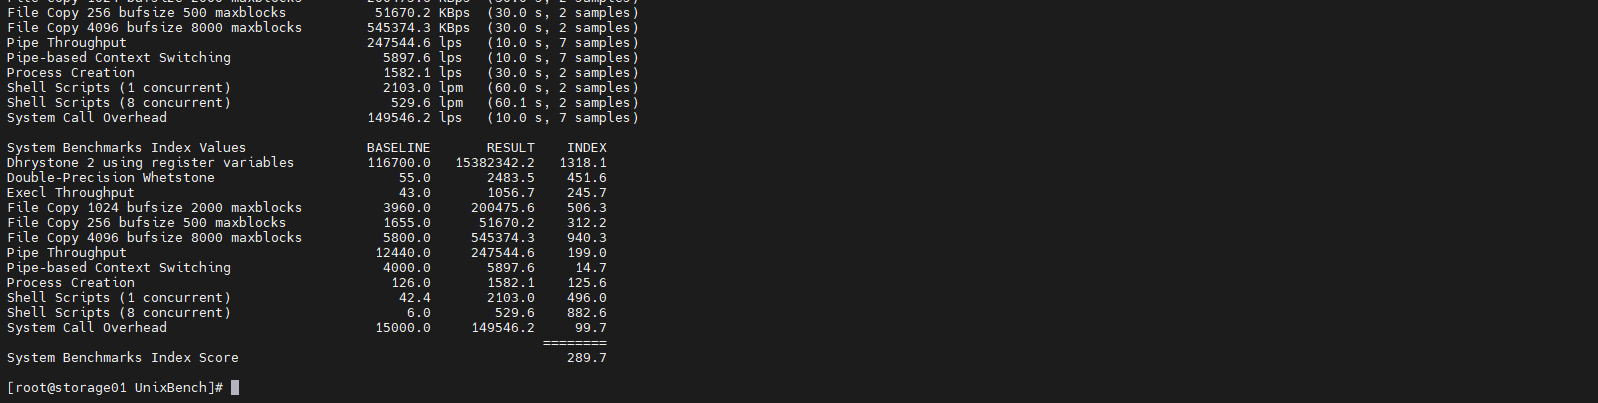 File Copy 256 bufsize 500 maxblocks 51670.2 KBps (30.0 s, 2 samples)
File Copy 4096 bufsize 8000 maxblocks 545374.3 KBps (30.0 s, 2 samples)
Pipe Throughput 247544.6 lps (10.0 s, 7 samples)
Pipe-based Context Switching 5897.6 lps (10.0 s, 7 samples)
Process Creation 1582.1 lps (30.0 s, 2 samples)
Shell Scripts (1 concurrent) 2103.0 lpm (60.0 s, 2 samples)
Shell Scripts (8 concurrent) 529.6 lpm (60.1 s, 2 samples)
System Call Overhead 149546.2 lps (10.0 s, 7 samples)
System Benchmarks Index Values BASELINE RESULT INDEX
Dhrystone 2 using register variables 116700.0 15382342.2 1318.1
Double-Precision Whetstone 55.0 2483.5 451.6
Execl Throughput 43.0 1056.7 245.7
File Copy 1024 bufsize 2000 maxblocks 3960.0 200475.6 506.3
File Copy 256 bufsize 500 maxblocks 1655.0 51670.2 312.2
File Copy 4096 bufsize 8000 maxblocks 5800.0 545374.3 940.3
Pipe Throughput 12440.0 247544.6 199.0
Pipe-based Context Switching 4000.0 5897.6 14.7
Process Creation 126.0 1582.1 125.6
Shell Scripts (1 concurrent) 42.4 2103.0 496.0
Shell Scripts (8 concurrent) 6.0 529.6 882.6
System Call Overhead 15000.0 149546.2 99.7
========
System Benchmarks Index Score 289.7
[root@storage01 UnixBench]#